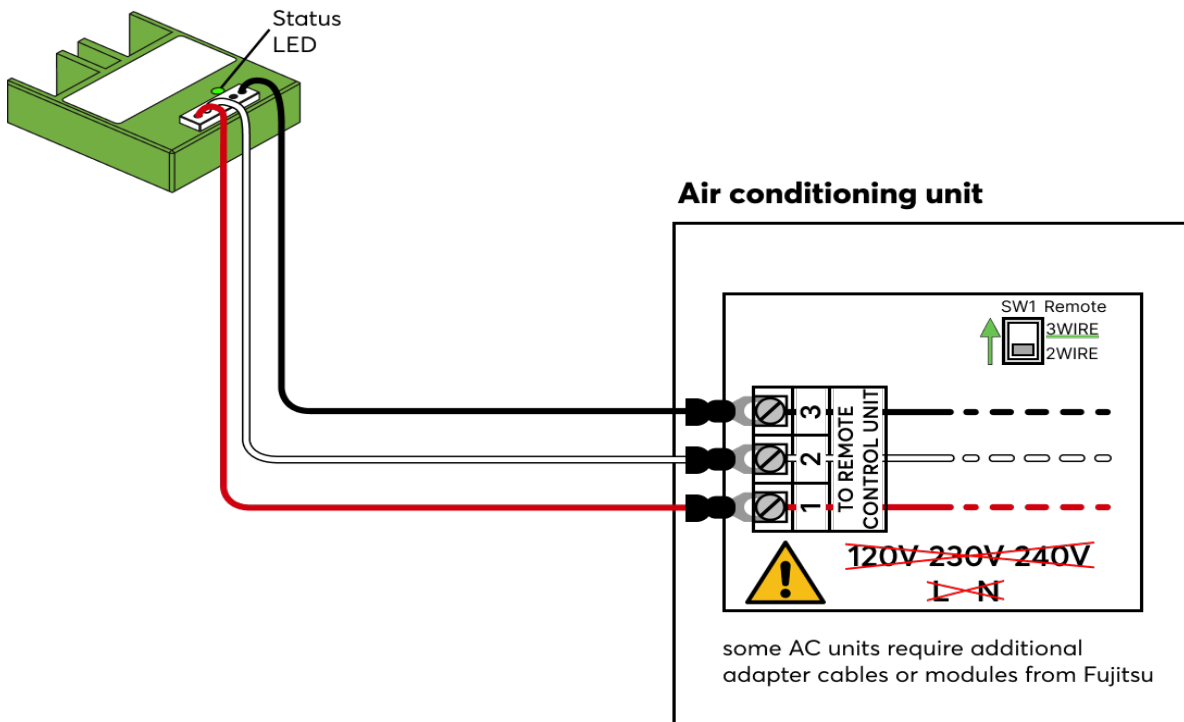 Status
LED
Air conditioning unit
SW1 Remote
3WIRE
2WIRE
3
2
1
TO REMOTE
CONTROL UNIT
120V 230V 240V
L N
some AC units require additional
adapter cables or modules from Fujitsu